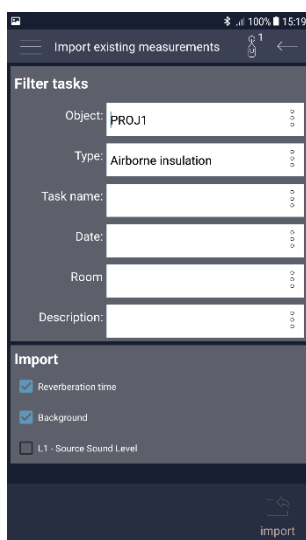 100% 15:19
Import existing measurements 1
Filter tasks
Object: PROJ1
Type: Airborne insulation
Task name:
Date:
Room
Description:
Import
Reverberation time
Background
L1 - Source Sound Level
import